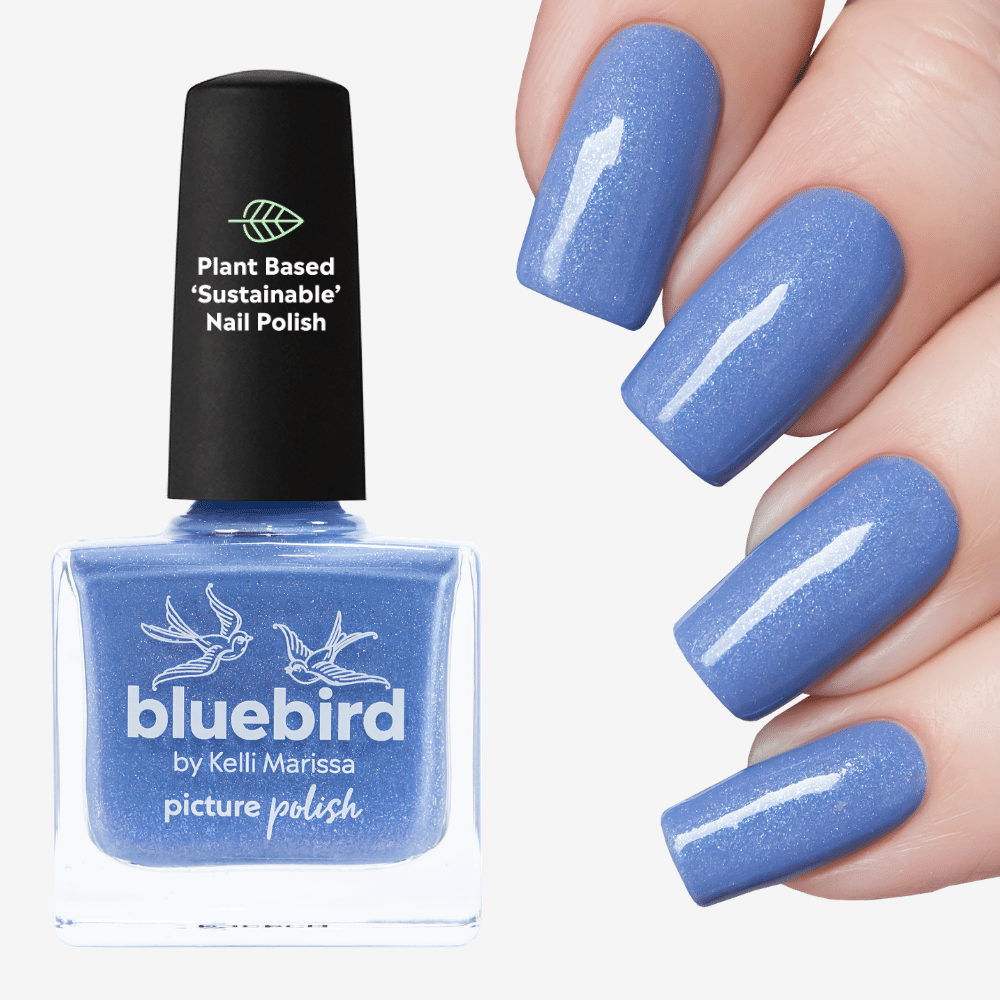 Plant Based
‘Sustainable’
Nail Polish
bluebird
by Kelli Marissa
picture polish